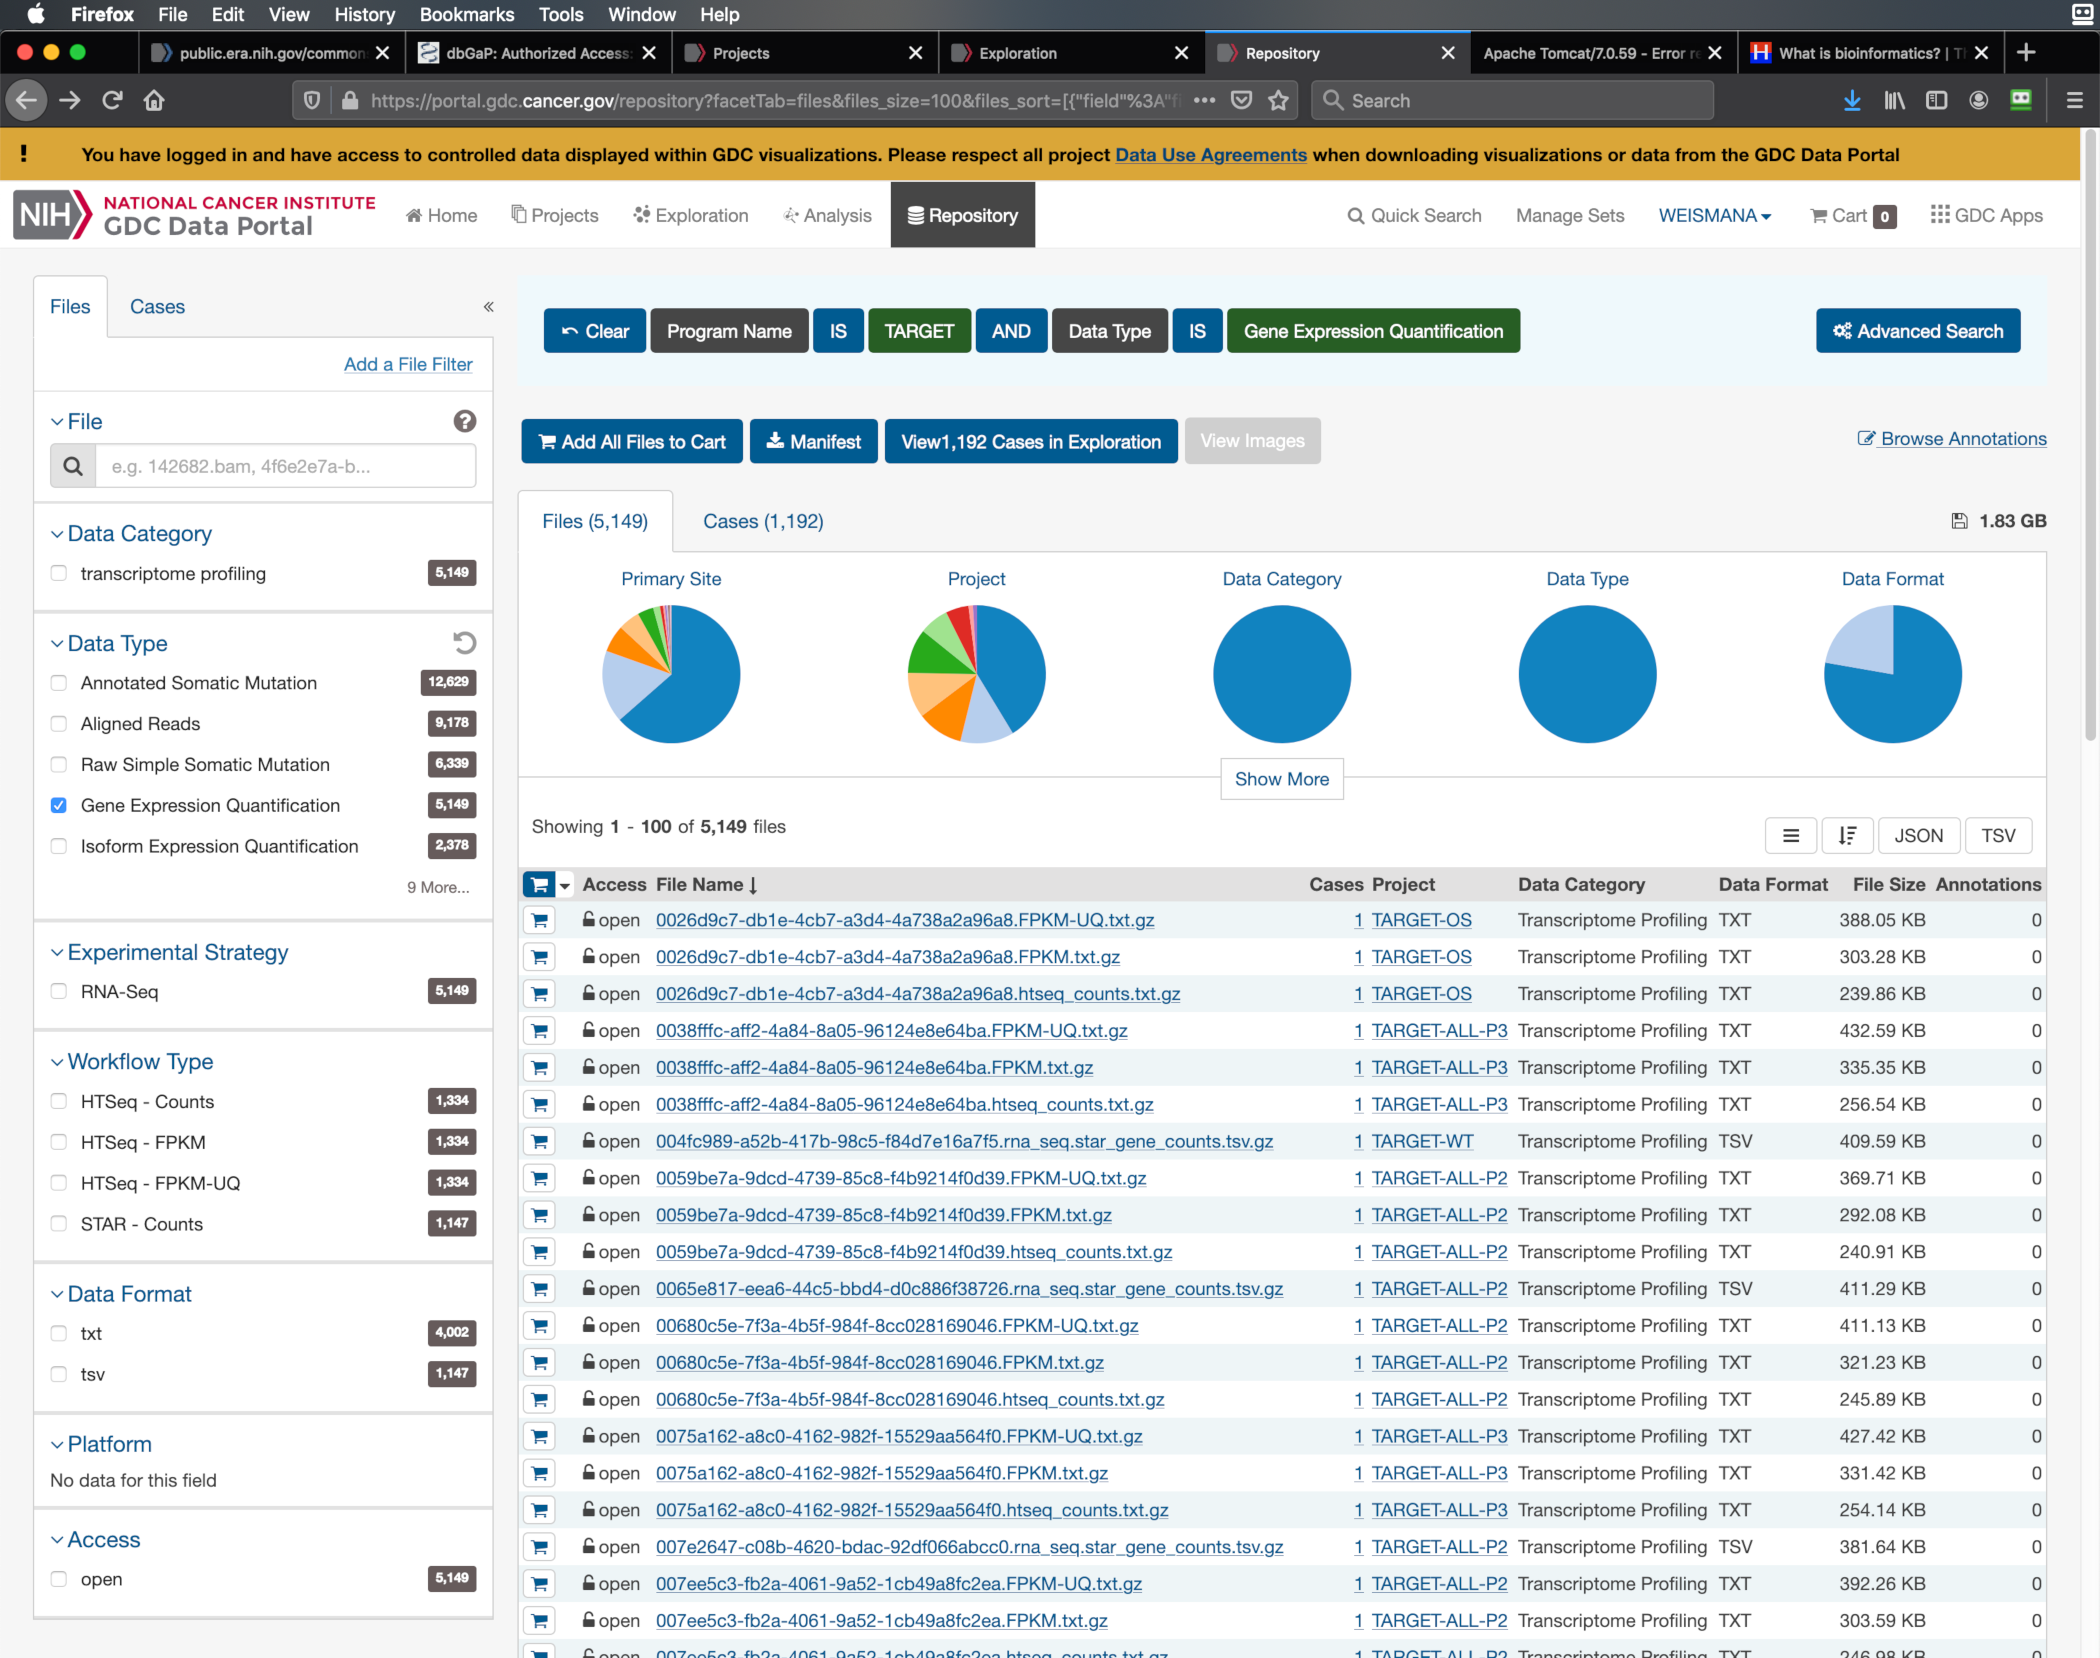 Firefox File Edit View History Bookmarks Tools Window Help
public.era.nih.gov/common
dbGaP: Authorized Access:
Projects
Exploration
Repository
Apache Tomcat/7.0.59 - Error re
What is bioinformatics? | Th
https://portal.gdc.cancer.gov/repository?facetTab=files&files_size=100&files_sort=[{"field"%3A"fi
Search
! You have logged in and have access to controlled data displayed within GDC visualizations. Please respect all project Data Use Agreements when downloading visualizations or data from the GDC Data Portal
NIH NATIONAL CANCER INSTITUTE
GDC Data Portal
Home Projects Exploration Analysis Repository Quick Search Manage Sets WEISMANA Cart 0 GDC Apps
Files Cases «
Add a File Filter
File ?
e.g. 142682.bam, 4f6e2e7a-b...
Data Category
transcriptome profiling 5,149
Data Type
Annotated Somatic Mutation 12,629
Aligned Reads 9,178
Raw Simple Somatic Mutation 6,339
Gene Expression Quantification 5,149
Isoform Expression Quantification 2,378
9 More...
Experimental Strategy
RNA-Seq 5,149
Workflow Type
HTSeq - Counts 1,334
HTSeq - FPKM 1,334
HTSeq - FPKM-UQ 1,334
STAR - Counts 1,147
Data Format
txt 4,002
tsv 1,147
Platform
No data for this field
Access
open 5,149
Clear Program Name IS TARGET AND Data Type IS Gene Expression Quantification Advanced Search
Add All Files to Cart Manifest View1,192 Cases in Exploration View Images Browse Annotations
Files (5,149) Cases (1,192) 1.83 GB
Primary Site Project Data Category Data Type Data Format
Show More
Showing 1 - 100 of 5,149 files
JSON TSV
Access File Name Cases Project Data Category Data Format File Size Annotations
open 0026d9c7-db1e-4cb7-a3d4-4a738a2a96a8.FPKM-UQ.txt.gz 1 TARGET-OS Transcriptome Profiling TXT 388.05 KB 0
open 0026d9c7-db1e-4cb7-a3d4-4a738a2a96a8.FPKM.txt.gz 1 TARGET-OS Transcriptome Profiling TXT 303.28 KB 0
open 0026d9c7-db1e-4cb7-a3d4-4a738a2a96a8.htseq_counts.txt.gz 1 TARGET-OS Transcriptome Profiling TXT 239.86 KB 0
open 0038fffc-aff2-4a84-8a05-96124e8e64ba.FPKM-UQ.txt.gz 1 TARGET-ALL-P3 Transcriptome Profiling TXT 432.59 KB 0
open 0038fffc-aff2-4a84-8a05-96124e8e64ba.FPKM.txt.gz 1 TARGET-ALL-P3 Transcriptome Profiling TXT 335.35 KB 0
open 0038fffc-aff2-4a84-8a05-96124e8e64ba.htseq_counts.txt.gz 1 TARGET-ALL-P3 Transcriptome Profiling TXT 256.54 KB 0
open 004fc989-a52b-417b-98c5-f84d7e16a7f5.rna_seq.star_gene_counts.tsv.gz 1 TARGET-WT Transcriptome Profiling TSV 409.59 KB 0
open 0059be7a-9dcd-4739-85c8-f4b9214f0d39.FPKM-UQ.txt.gz 1 TARGET-ALL-P2 Transcriptome Profiling TXT 369.71 KB 0
open 0059be7a-9dcd-4739-85c8-f4b9214f0d39.FPKM.txt.gz 1 TARGET-ALL-P2 Transcriptome Profiling TXT 292.08 KB 0
open 0059be7a-9dcd-4739-85c8-f4b9214f0d39.htseq_counts.txt.gz 1 TARGET-ALL-P2 Transcriptome Profiling TXT 240.91 KB 0
open 0065e817-eea6-44c5-bbd4-d0c886f38726.rna_seq.star_gene_counts.tsv.gz 1 TARGET-ALL-P2 Transcriptome Profiling TSV 411.29 KB 0
open 00680c5e-7f3a-4b5f-984f-8cc028169046.FPKM-UQ.txt.gz 1 TARGET-ALL-P2 Transcriptome Profiling TXT 411.13 KB 0
open 00680c5e-7f3a-4b5f-984f-8cc028169046.FPKM.txt.gz 1 TARGET-ALL-P2 Transcriptome Profiling TXT 321.23 KB 0
open 00680c5e-7f3a-4b5f-984f-8cc028169046.htseq_counts.txt.gz 1 TARGET-ALL-P2 Transcriptome Profiling TXT 245.89 KB 0
open 0075a162-a8c0-4162-982f-15529aa564f0.FPKM-UQ.txt.gz 1 TARGET-ALL-P3 Transcriptome Profiling TXT 427.42 KB 0
open 0075a162-a8c0-4162-982f-15529aa564f0.FPKM.txt.gz 1 TARGET-ALL-P3 Transcriptome Profiling TXT 331.42 KB 0
open 0075a162-a8c0-4162-982f-15529aa564f0.htseq_counts.txt.gz 1 TARGET-ALL-P3 Transcriptome Profiling TXT 254.14 KB 0
open 007e2647-c08b-4620-bdac-92df066abcc0.rna_seq.star_gene_counts.tsv.gz 1 TARGET-ALL-P2 Transcriptome Profiling TSV 381.64 KB 0
open 007ee5c3-fb2a-4061-9a52-1cb49a8fc2ea.FPKM-UQ.txt.gz 1 TARGET-ALL-P2 Transcriptome Profiling TXT 392.26 KB 0
open 007ee5c3-fb2a-4061-9a52-1cb49a8fc2ea.FPKM.txt.gz 1 TARGET-ALL-P2 Transcriptome Profiling TXT 303.59 KB 0
open 007ee5c3-fb2a-4061-9a52-1cb49a8fc2ea.htseq_counts.txt.gz 1 TARGET-ALL-P2 Transcriptome Profiling TXT 246.98 KB 0